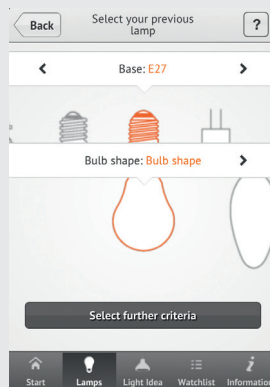 Back
Select your previous
lamp
?
Base: E27
Bulb shape: Bulb shape
Select further criteria
Start Lamps Light Idea Watchlist Information